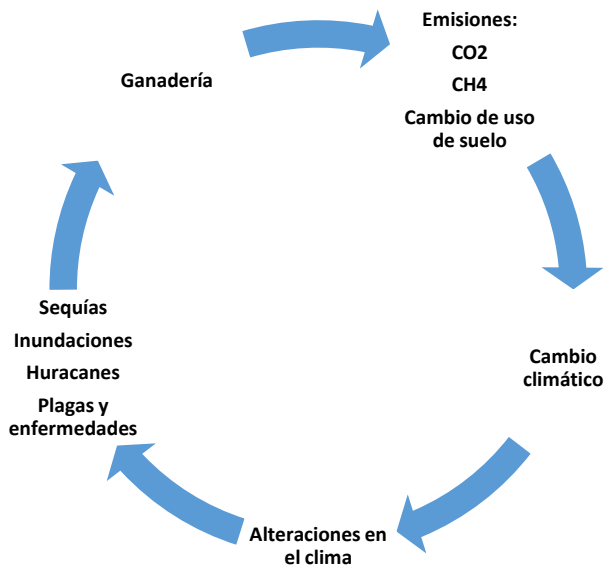 Ganadería
Emisiones:
CO2
CH4
Cambio de uso
de suelo
Cambio
climático
Alteraciones en
el clima
Sequías
Inundaciones
Huracanes
Plagas y
enfermedades